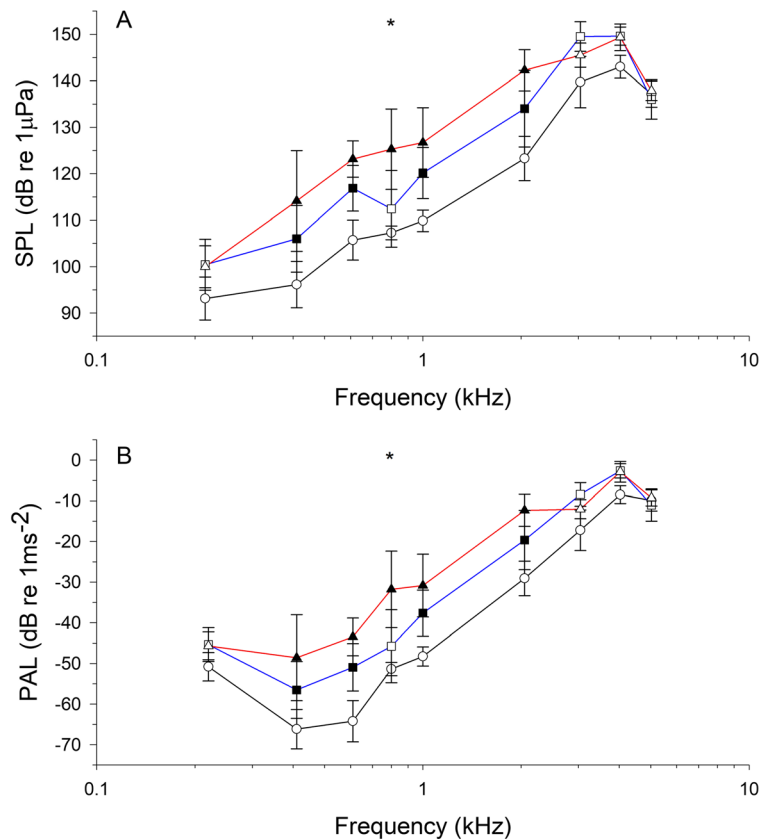 A
*
150
140
130
120
110
100
90
SPL (dB re 1µPa)
0.1 1 10
Frequency (kHz)
B
*
0
-10
-20
-30
-40
-50
-60
-70
PAL (dB re 1ms⁻²)
0.1 1 10
Frequency (kHz)